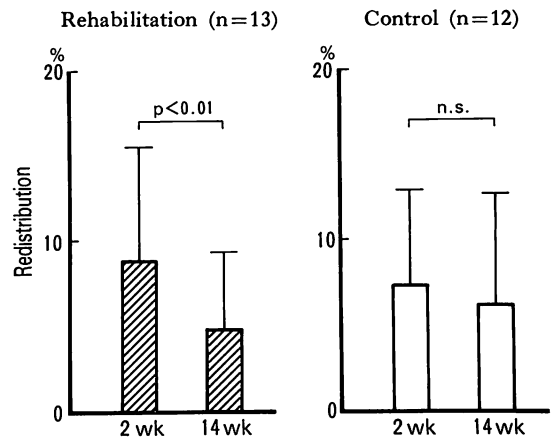 Rehabilitation (n=13)
Control (n=12)
%
20
p<0.01
Redistribution
10
0
2 wk
14 wk
%
20
n.s.
10
0
2 wk
14 wk